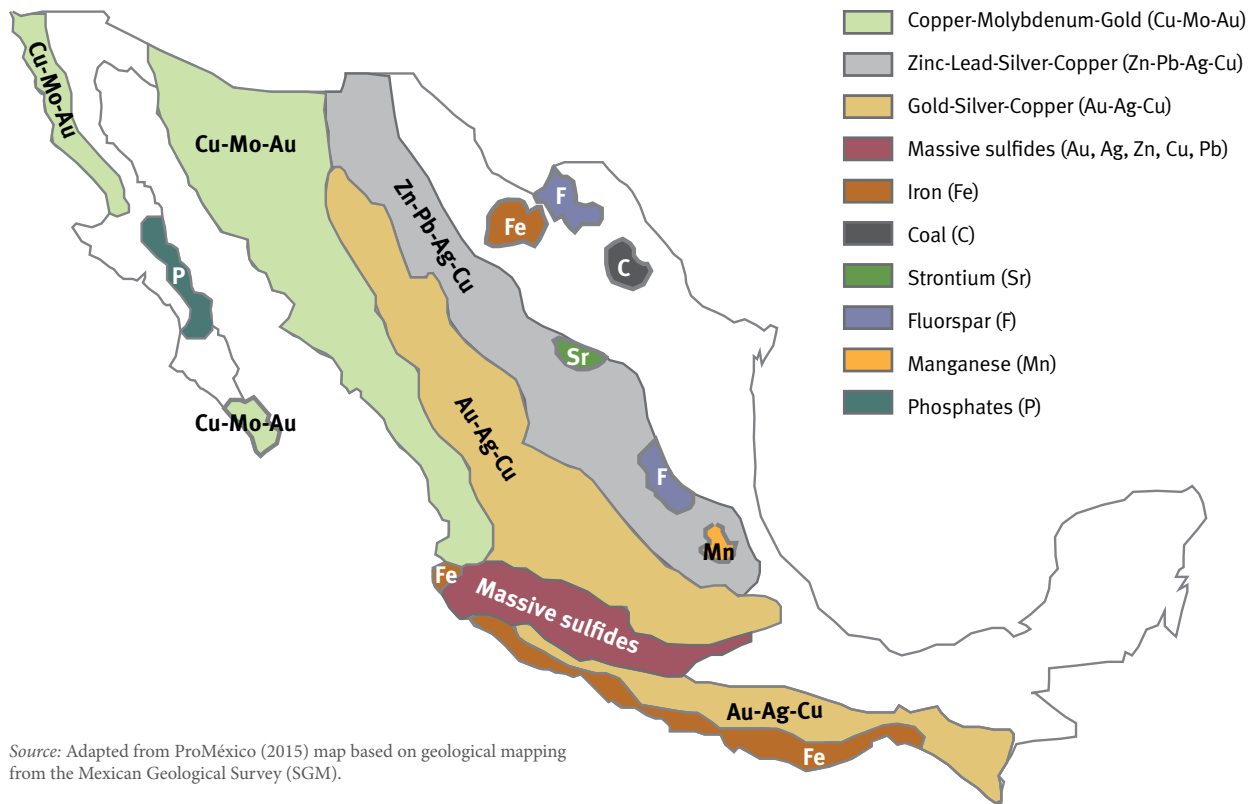 Copper-Molybdenum-Gold (Cu-Mo-Au)
Zinc-Lead-Silver-Copper (Zn-Pb-Ag-Cu)
Gold-Silver-Copper (Au-Ag-Cu)
Massive sulfides (Au, Ag, Zn, Cu, Pb)
Iron (Fe)
Coal (C)
Strontium (Sr)
Fluorspar (F)
Manganese (Mn)
Phosphates (P)
Cu-Mo-Au
Cu-Mo-Au
Zn-Pb-Ag-Cu
F
Fe
C
P
Sr
Cu-Mo-Au
Au-Ag-Cu
F
Mn
Fe
Massive sulfides
Au-Ag-Cu
Fe
Source: Adapted from ProMéxico (2015) map based on geological mapping
from the Mexican Geological Survey (SGM).